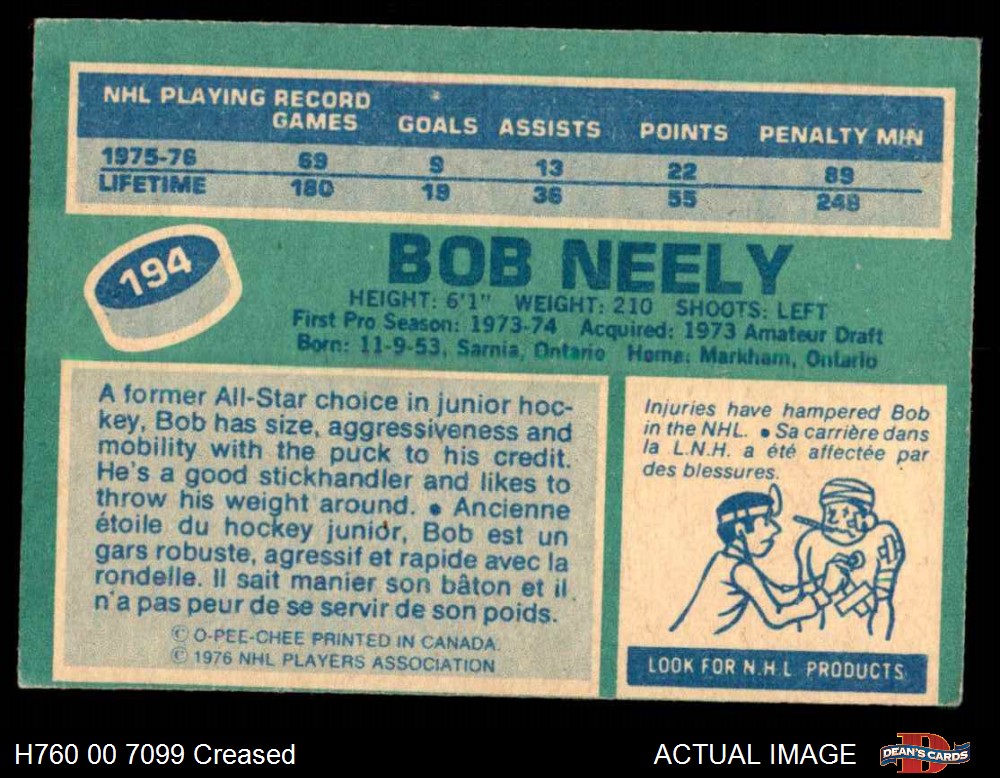 NHL PLAYING RECORD
GAMES GOALS ASSISTS POINTS PENALTY MIN
1975-76 69 9 13 22 89
LIFETIME 180 19 36 55 248
194
BOB NEELY
HEIGHT: 6'1" WEIGHT: 210 SHOOTS: LEFT
First Pro Season: 1973-74 Acquired: 1973 Amateur Draft
Born: 11-9-53, Sarnia, Ontario Home: Markham, Ontario
A former All-Star choice in junior hoc-
key, Bob has size, aggressiveness and
mobility with the puck to his credit.
He's a good stickhandler and likes to
throw his weight around. • Ancienne
étoile du hockey junior, Bob est un
gars robuste, agressif et rapide avec la
rondelle. Il sait manier son bâton et il
n'a pas peur de se servir de son poids.
© O-PEE-CHEE PRINTED IN CANADA.
© 1976 NHL PLAYERS ASSOCIATION
Injuries have hampered Bob
in the NHL. • Sa carrière dans
la L.N.H. a été affectée par
des blessures.
LOOK FOR N.H.L PRODUCTS
H760 00 7099 Creased
ACTUAL IMAGE
DEAN'S CARDS